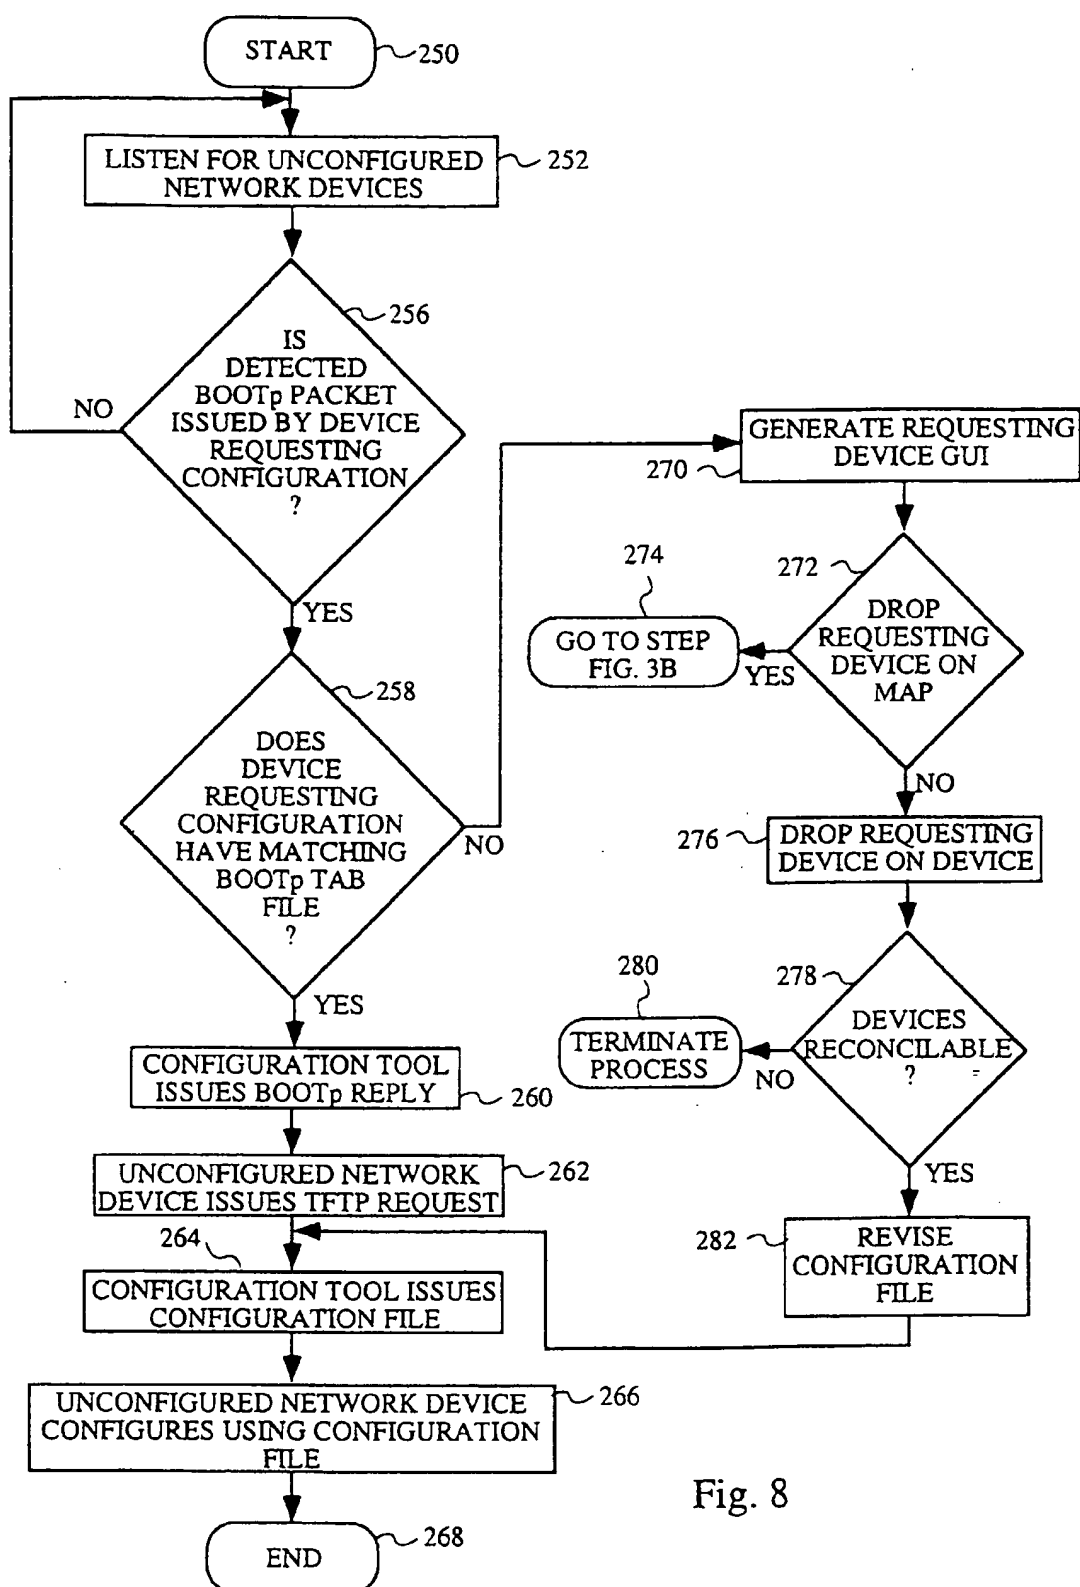 START
250
LISTEN FOR UNCONFIGURED
NETWORK DEVICES
252
256
IS
DETECTED
BOOTp PACKET
ISSUED BY DEVICE
REQUESTING
CONFIGURATION
?
NO
YES
258
DOES
DEVICE
REQUESTING
CONFIGURATION
HAVE MATCHING
BOOTp TAB
FILE
?
NO
YES
CONFIGURATION TOOL
ISSUES BOOTp REPLY
260
UNCONFIGURED NETWORK
DEVICE ISSUES TFTP REQUEST
262
264
CONFIGURATION TOOL ISSUES
CONFIGURATION FILE
UNCONFIGURED NETWORK DEVICE
CONFIGURES USING CONFIGURATION
FILE
266
END
268
GENERATE REQUESTING
DEVICE GUI
270
272
DROP
REQUESTING
DEVICE ON
MAP
YES
274
GO TO STEP
FIG. 3B
NO
276
DROP REQUESTING
DEVICE ON DEVICE
278
DEVICES
RECONCILABLE
?
NO
280
TERMINATE
PROCESS
YES
282
REVISE
CONFIGURATION
FILE
Fig. 8